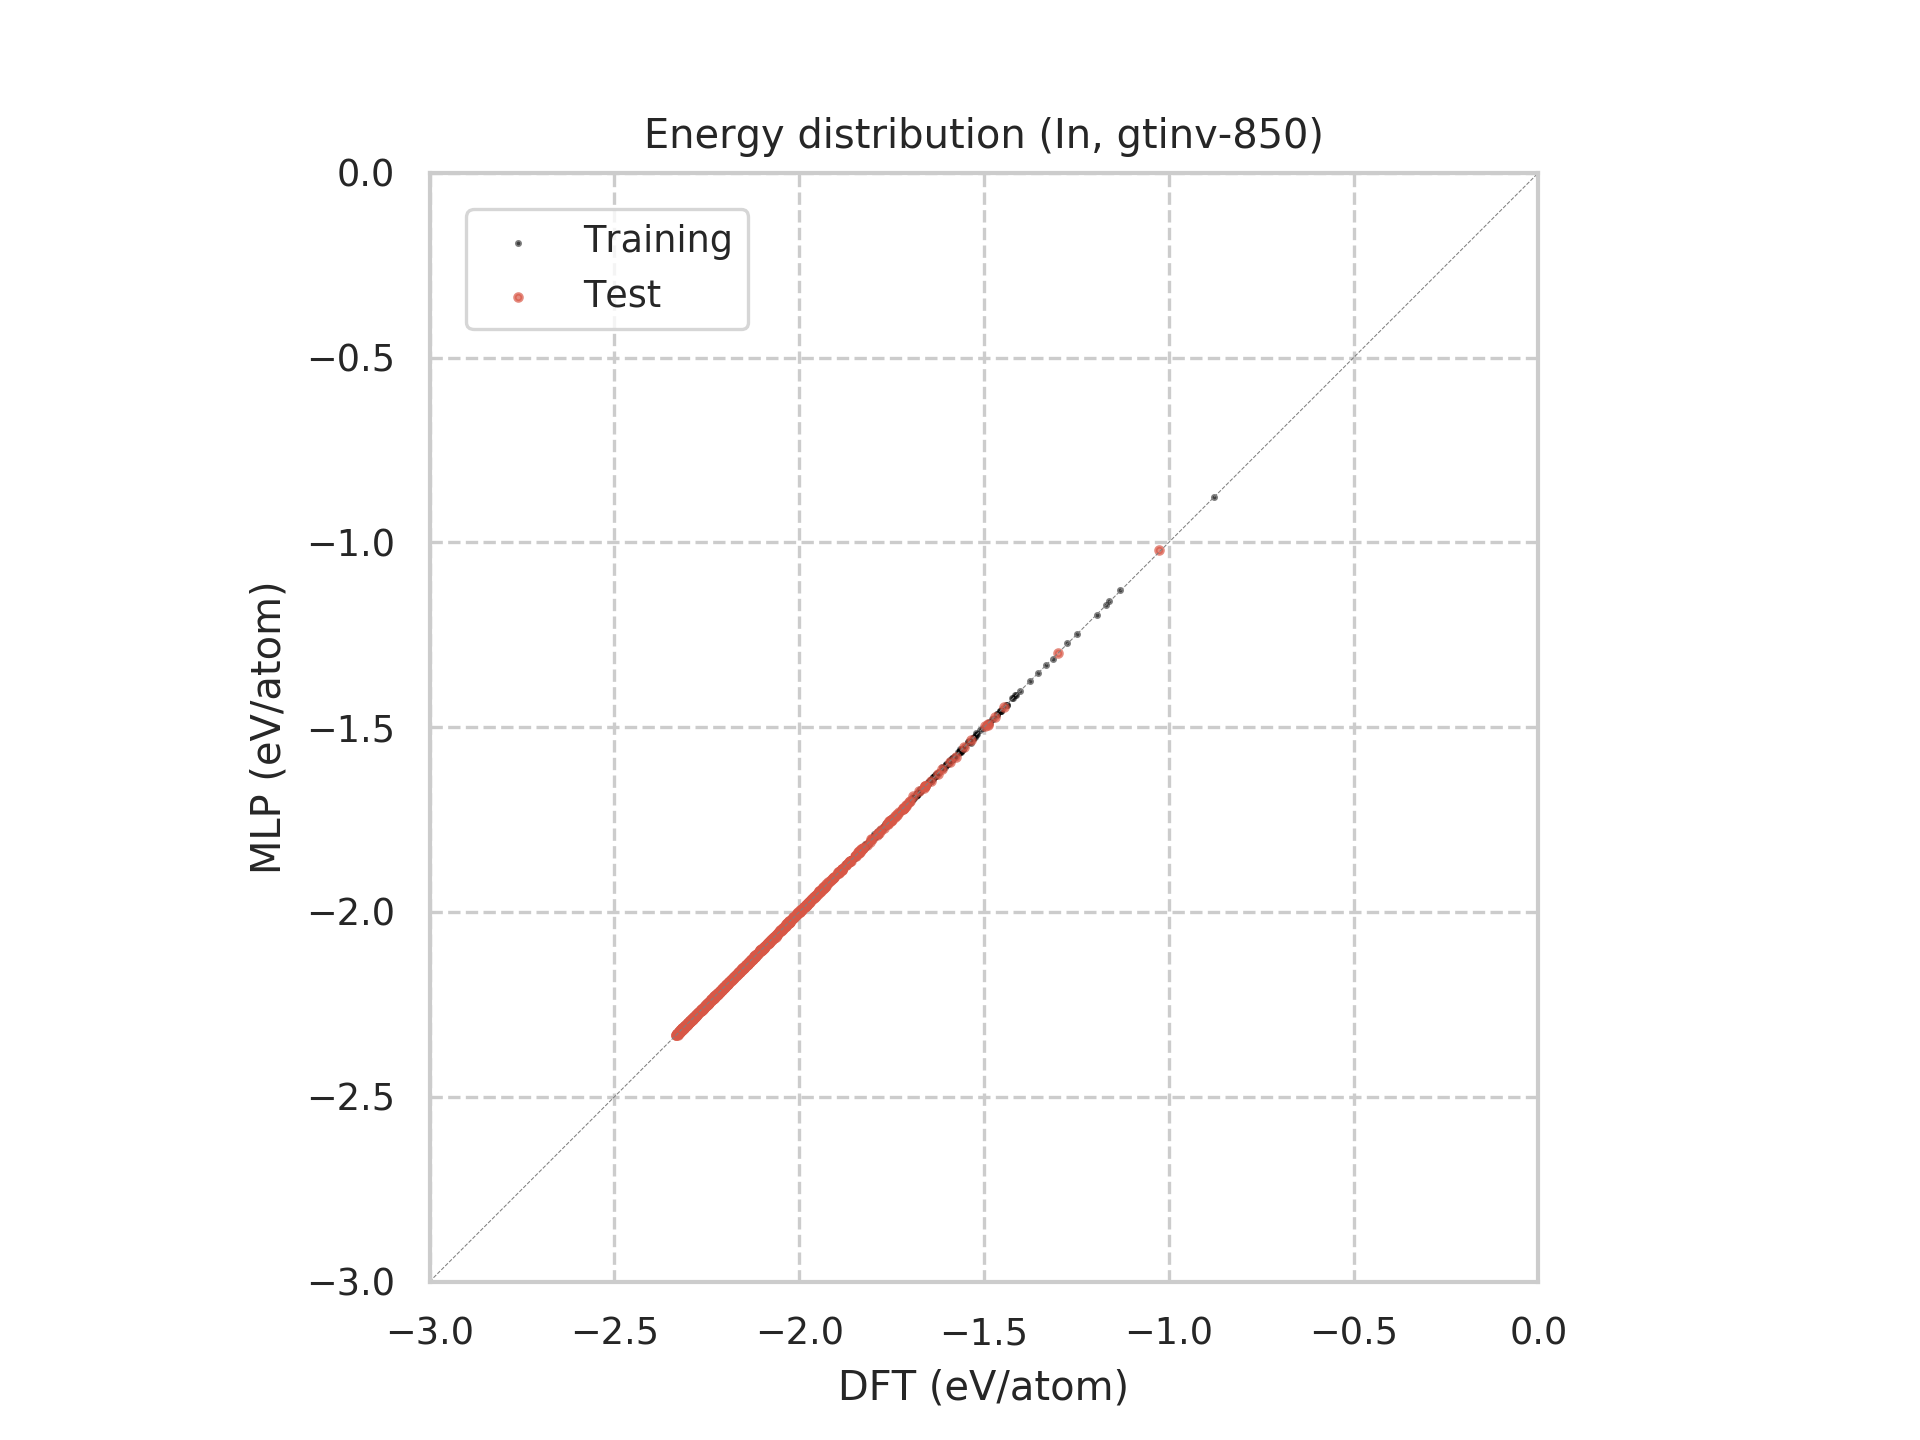 Energy distribution (In, gtinv-850)
0.0
−0.5
−1.0
−1.5
−2.0
−2.5
−3.0
MLP (eV/atom)
Training
Test
−3.0 −2.5 −2.0 −1.5 −1.0 −0.5 0.0
DFT (eV/atom)